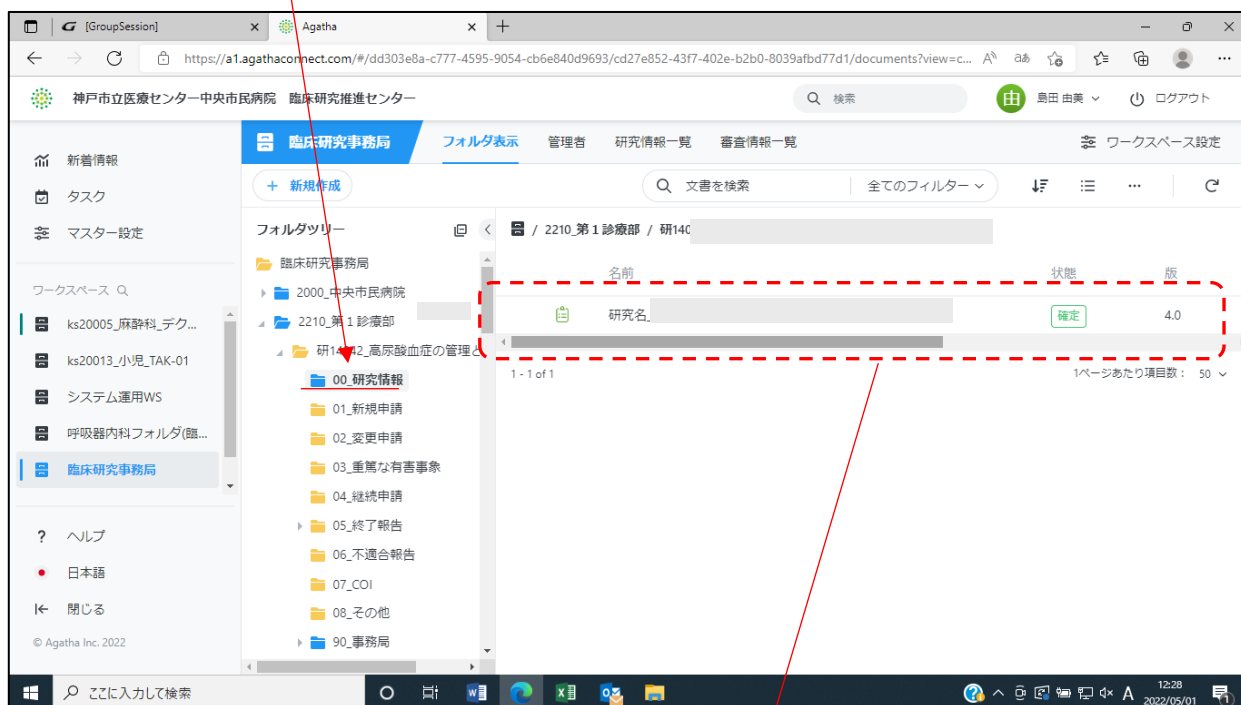 [GroupSession]
Agatha
https://a1.agathaconnect.com/#/dd303e8a-c777-4595-9054-cb6e840d9693/cd27e852-43f7-402e-b2b0-8039afbd77d1/documents?view=c...
神戸市立医療センター中央市民病院 臨床研究推進センター
検索
由
島田 由美
ログアウト
臨床研究事務局
フォルダ表示
管理者
研究情報一覧
審査情報一覧
ワークスペース設定
新着情報
タスク
マスター設定
+ 新規作成
文書を検索
全てのフィルター
フォルダツリー
/ 2210_第１診療部 / 研140
臨床研究事務局
2000_中央市民病院
2210_第１診療部
高尿酸血症の管理と
00_研究情報
01_新規申請
02_変更申請
03_重篤な有害事象
04_継続申請
05_終了報告
06_不適合報告
07_COI
08_その他
90_事務局
名前
状態
版
研究名_
確定
4.0
1 - 1 of 1
1ページあたり項目数： 50
ワークスペース
ks20005_麻酔科_デク...
ks20013_小児_TAK-01
システム運用WS
呼吸器内科フォルダ(臨...
臨床研究事務局
? ヘルプ
日本語
閉じる
© Agatha Inc. 2022
ここに入力して検索
A
12:28
2022/05/01